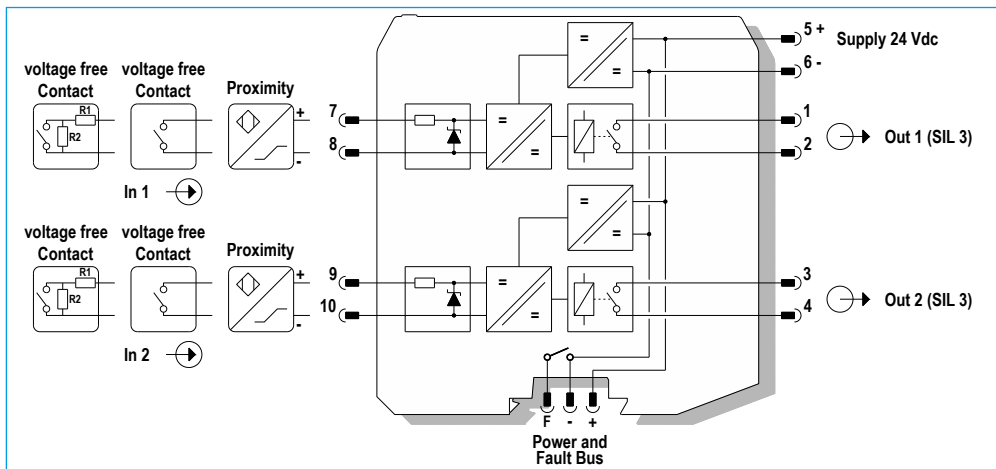 5 +
Supply 24 Vdc
6 -
voltage free
Contact
voltage free
Contact
Proximity
R1
R2
+
-
7
8
=
=
=
=
1
2
Out 1 (SIL 3)
In 1
voltage free
Contact
voltage free
Contact
Proximity
R1
R2
+
-
9
10
=
=
=
=
3
4
Out 2 (SIL 3)
In 2
F - +
Power and
Fault Bus